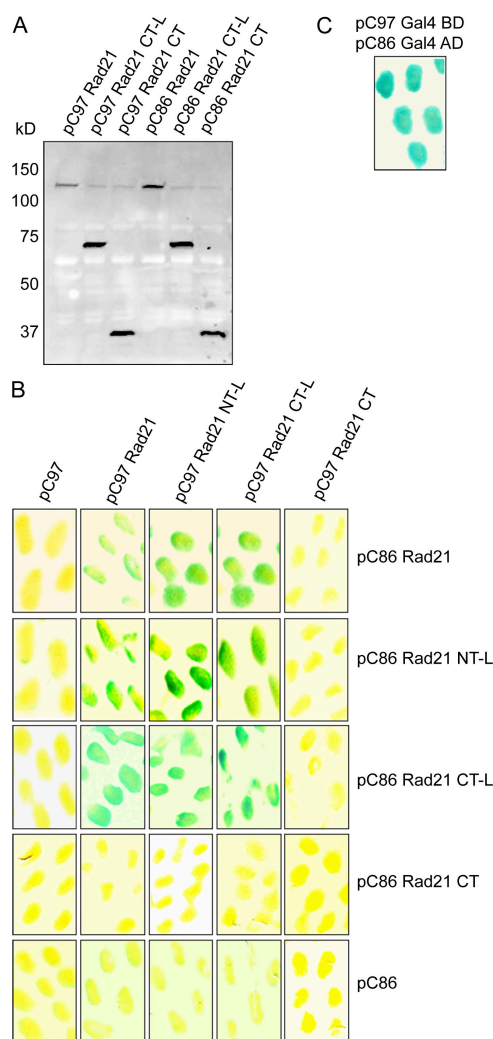 A
pC97 Rad21
pC97 Rad21 CT-L
pC97 Rad21 CT
pC86 Rad21
pC86 Rad21 CT-L
pC86 Rad21 CT
kD
150
100
75
50
37
C
pC97 Gal4 BD
pC86 Gal4 AD
B
pC97
pC97 Rad21
pC97 Rad21 NT-L
pC97 Rad21 CT-L
pC97 Rad21 CT
pC86 Rad21
pC86 Rad21 NT-L
pC86 Rad21 CT-L
pC86 Rad21 CT
pC86